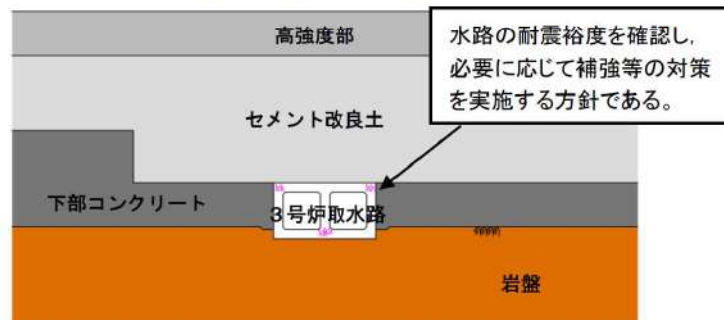 高強度部
水路の耐震裕度を確認し，
必要に応じて補強等の対策
を実施する方針である。
セメント改良土
下部コンクリート
３号炉取水路
岩盤